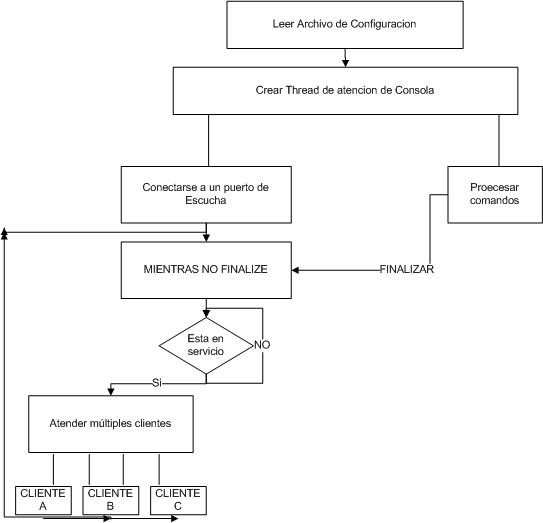 Leer Archivo de Configuracion
Crear Thread de atencion de Consola
Conectarse a un puerto de
Escucha
Proecesar
comandos
MIENTRAS NO FINALIZE
FINALIZAR
Esta en
servicio
NO
Si
Atender múltiples clientes
CLIENTE
A
CLIENTE
B
CLIENTE
C